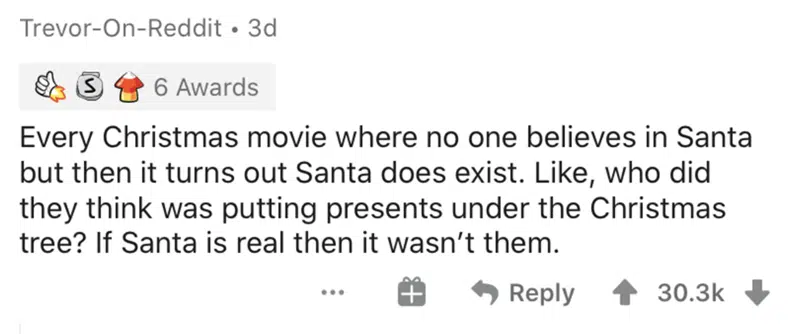 Trevor-On-Reddit • 3d
S 6 Awards
Every Christmas movie where no one believes in Santa
but then it turns out Santa does exist. Like, who did
they think was putting presents under the Christmas
tree? If Santa is real then it wasn't them.
... Reply 30.3k